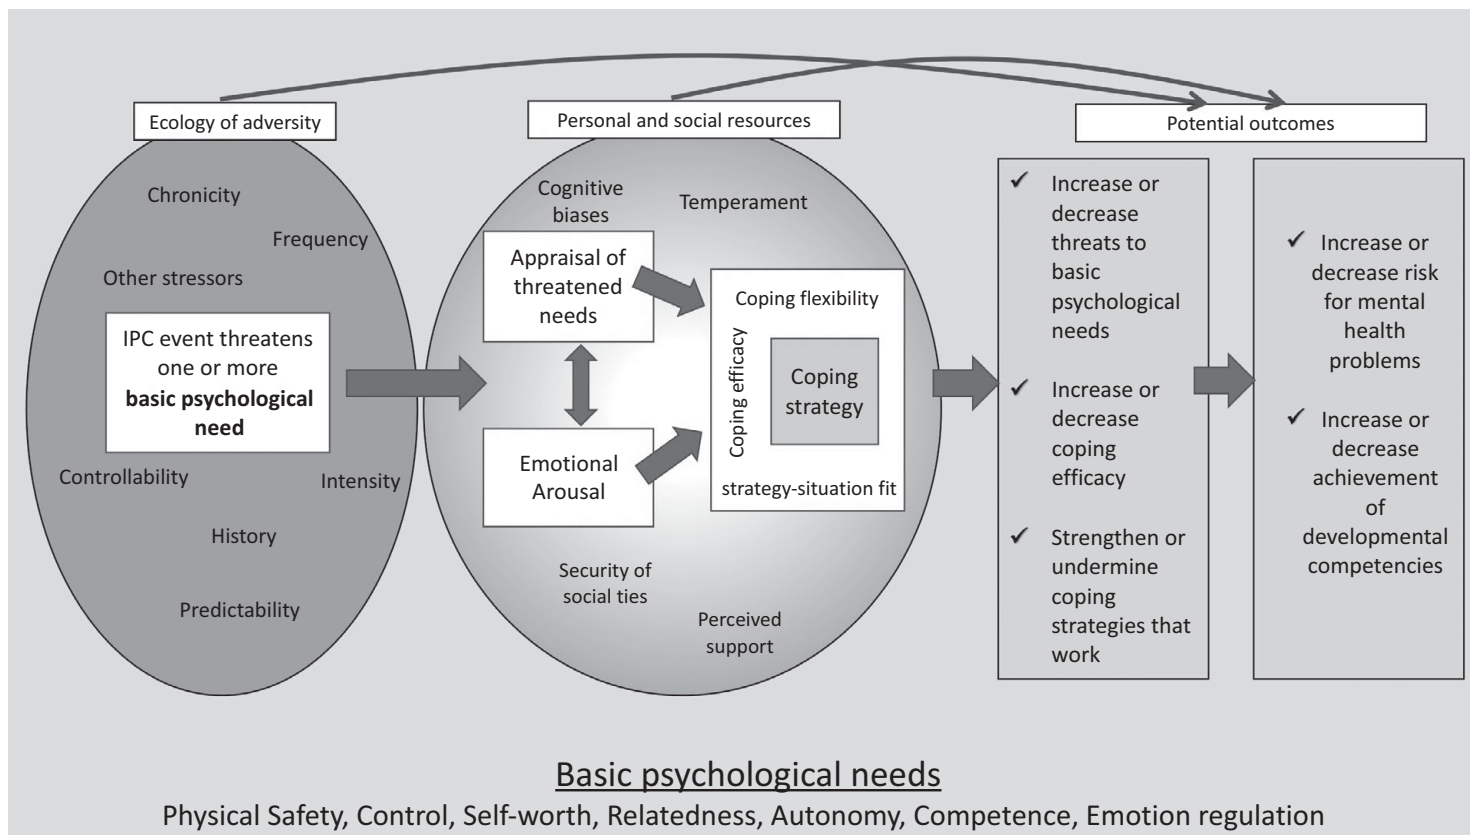 Ecology of adversity
Personal and social resources
Potential outcomes
Chronicity
Frequency
Other stressors
IPC event threatens
one or more
basic psychological
need
Controllability
Intensity
History
Predictability
Cognitive
biases
Temperament
Appraisal of
threatened
needs
Emotional
Arousal
Coping flexibility
Coping efficacy
Coping
strategy
strategy-situation fit
Security of
social ties
Perceived
support
✓ Increase or
decrease
threats to
basic
psychological
needs
✓ Increase or
decrease
coping
efficacy
✓ Strengthen or
undermine
coping
strategies that
work
✓ Increase or
decrease risk
for mental
health
problems
✓ Increase or
decrease
achievement
of
developmental
competencies
Basic psychological needs
Physical Safety, Control, Self-worth, Relatedness, Autonomy, Competence, Emotion regulation